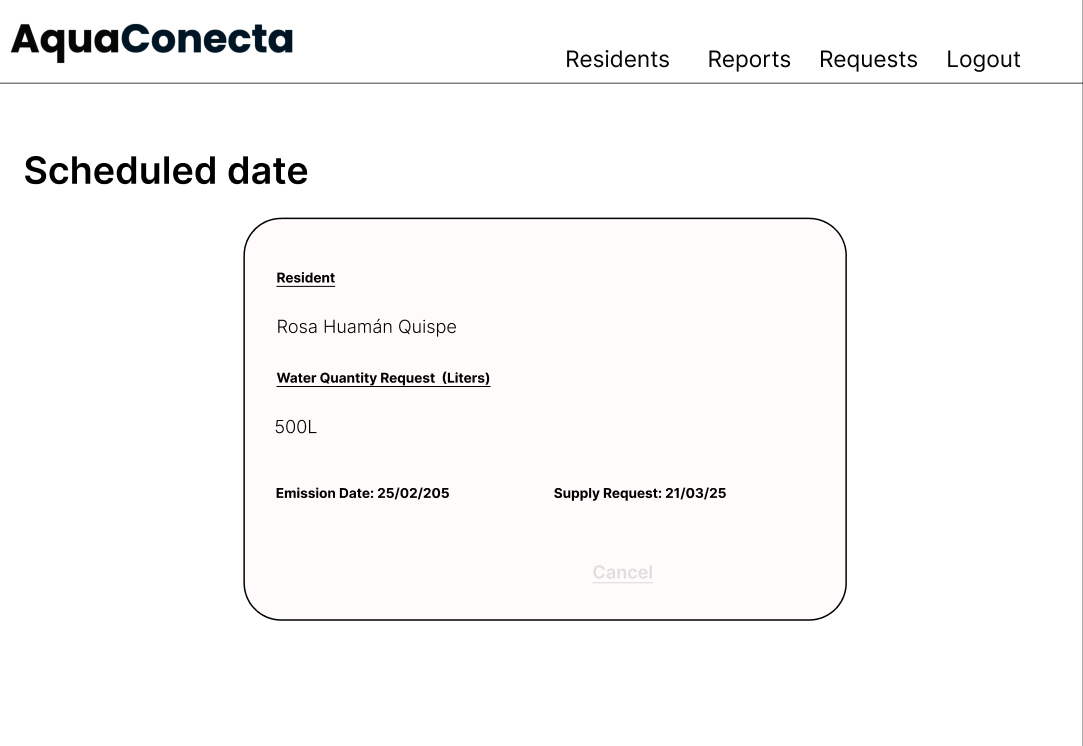 AquaConecta
Residents Reports Requests Logout
Scheduled date
Resident
Rosa Huamán Quispe
Water Quantity Request (Liters)
500L
Emission Date: 25/02/205 Supply Request: 21/03/25
Cancel